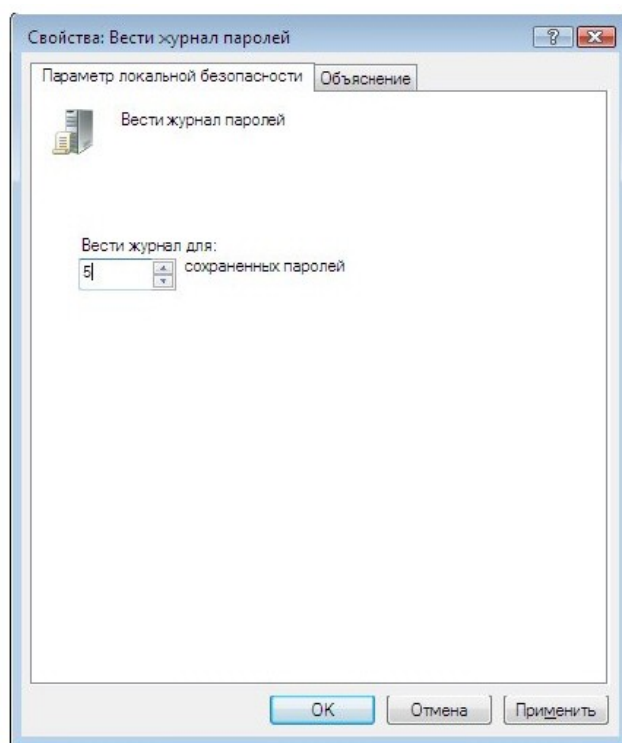 Свойства: Вести журнал паролей
Параметр локальной безопасности Объяснение
Вести журнал паролей
Вести журнал для:
5 сохраненных паролей
OK Отмена Применить